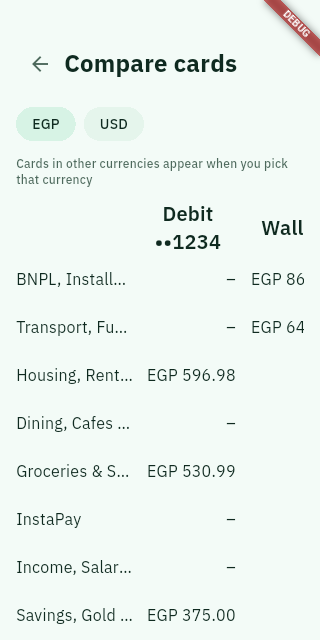 DEBUG
Compare cards
EGP USD
Cards in other currencies appear when you pick
that currency
Debit
••1234 Wall
BNPL, Install... – EGP 86
Transport, Fu... – EGP 64
Housing, Rent... EGP 596.98
Dining, Cafes ... –
Groceries & S... EGP 530.99
InstaPay –
Income, Salar... –
Savings, Gold ... EGP 375.00